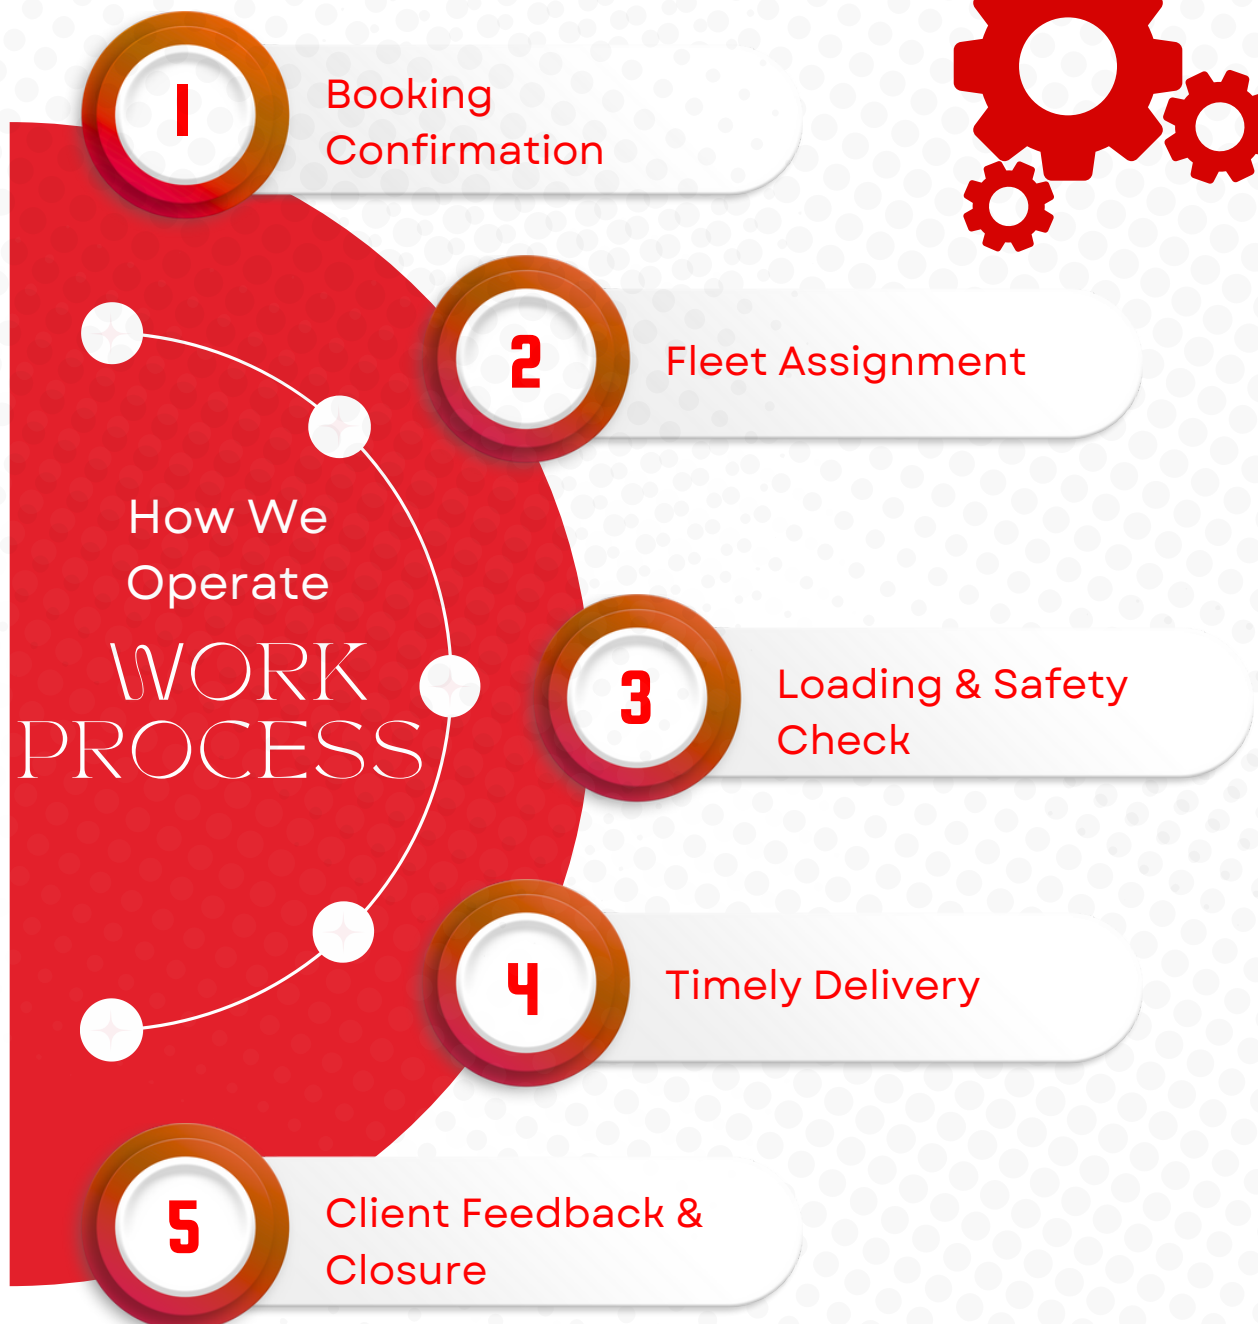 How We
Operate
WORK
PROCESS
1
Booking
Confirmation
2
Fleet Assignment
3
Loading & Safety
Check
4
Timely Delivery
5
Client Feedback &
Closure